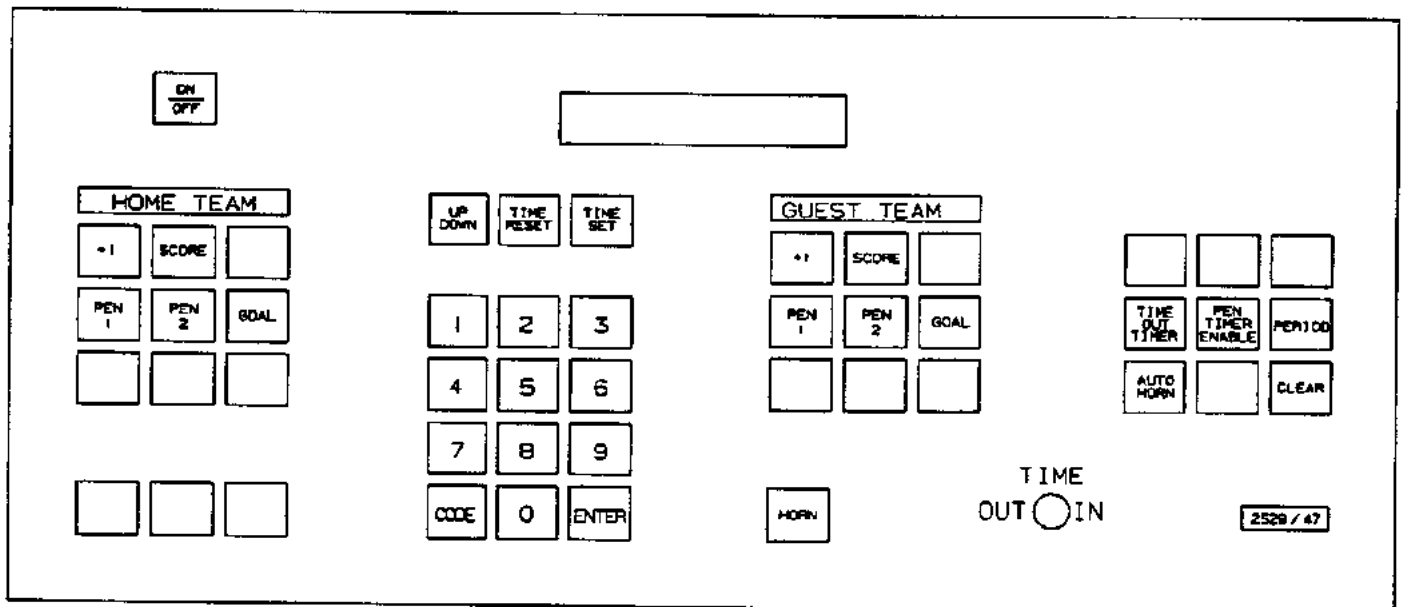 ON
OFF
HOME TEAM
+1
SCORE
PEN
1
PEN
2
GOAL
UP
DOWN
TIME
RESET
TIME
SET
1
2
3
4
5
6
7
8
9
CODE
0
ENTER
GUEST TEAM
+1
SCORE
PEN
1
PEN
2
GOAL
HORN
TIME
OUT
TIMER
PEN
TIMER
ENABLE
PERIOD
AUTO
HORN
CLEAR
TIME
OUT IN
2529 / 47